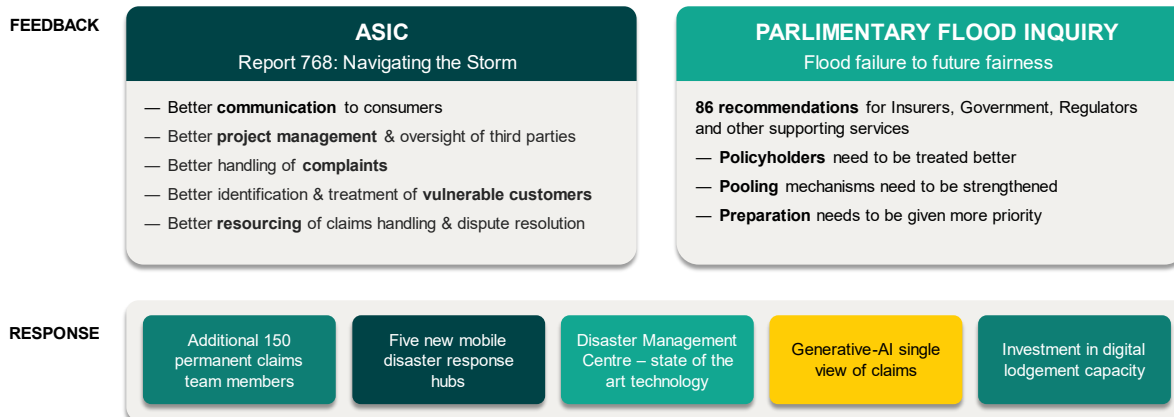 FEEDBACK
ASIC
Report 768: Navigating the Storm
— Better communication to consumers
— Better project management & oversight of third parties
— Better handling of complaints
— Better identification & treatment of vulnerable customers
— Better resourcing of claims handling & dispute resolution
PARLIMENTARY FLOOD INQUIRY
Flood failure to future fairness
86 recommendations for Insurers, Government, Regulators
and other supporting services
— Policyholders need to be treated better
— Pooling mechanisms need to be strengthened
— Preparation needs to be given more priority
RESPONSE
Additional 150
permanent claims
team members
Five new mobile
disaster response
hubs
Disaster Management
Centre – state of the
art technology
Generative-AI single
view of claims
Investment in digital
lodgement capacity